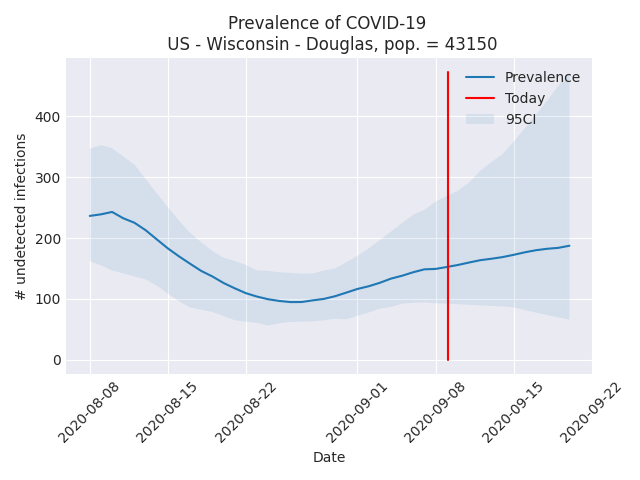 Prevalence of COVID-19
US - Wisconsin - Douglas, pop. = 43150
Prevalence
Today
95CI
400
300
200
100
0
# undetected infections
2020-08-08
2020-08-15
2020-08-22
2020-09-01
2020-09-08
2020-09-15
2020-09-22
Date